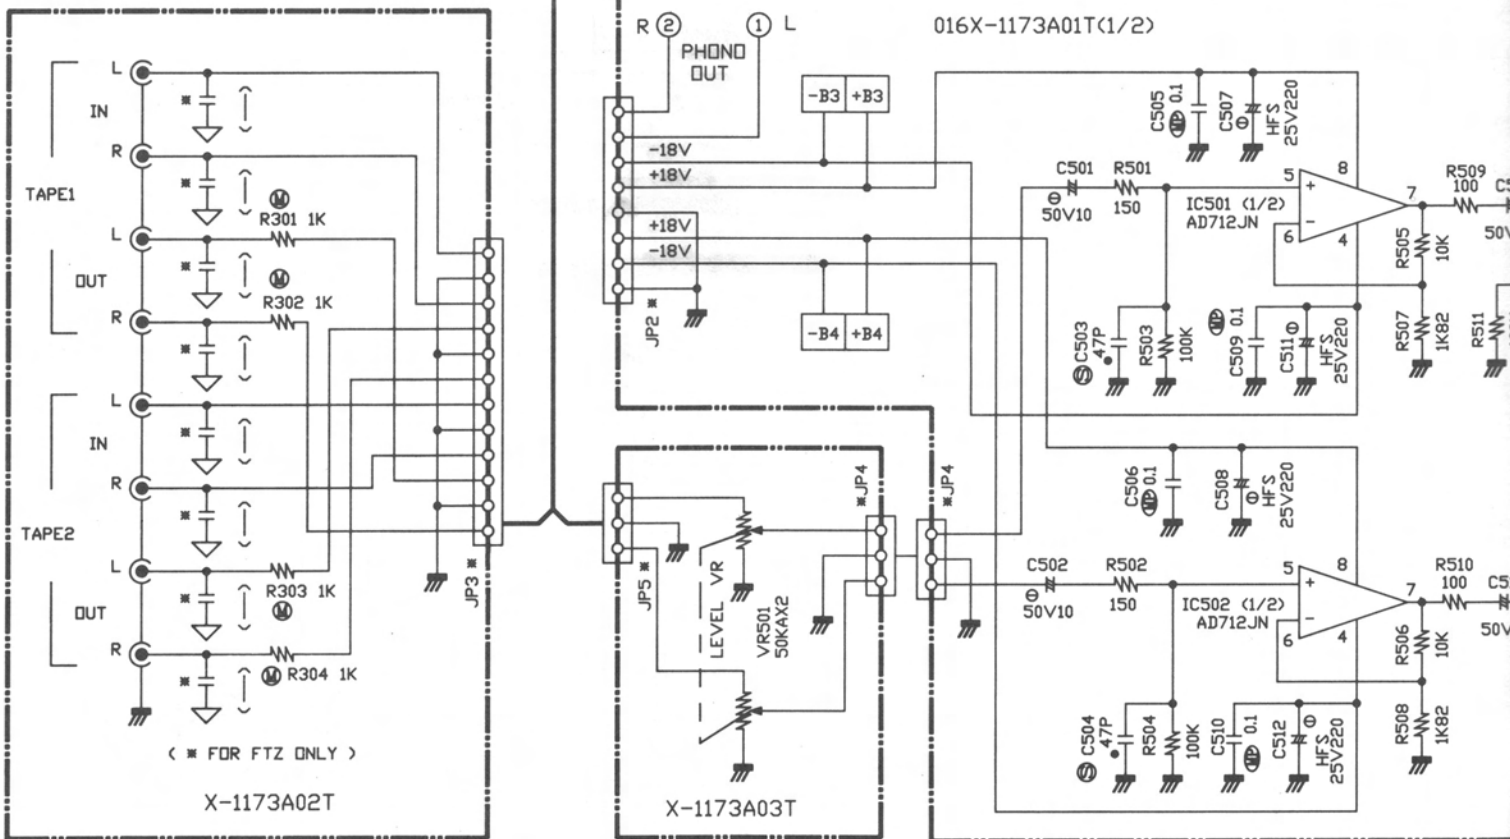 L
IN
※
R
TAPE1
※
Ⓜ
R301 1K
L
※
Ⓜ
OUT
R302 1K
R
※
L
IN
※
R
TAPE2
※
L
R303 1K
Ⓜ
OUT
※
R
Ⓜ R304 1K
※
( ※ FOR FTZ ONLY )
X-1173A02T
JP3 ※
R 2
1 L
PHONO
OUT
-18V
+18V
+18V
-18V
JP2 ※
-B3 +B3
-B4 +B4
JP5 ※
LEVEL VR
VR501
50KAX2
※JP4
X-1173A03T
※JP4
016X-1173A01T(1/2)
C505
MP 0.1
C507
HFS
25V220
C501
50V10
R501
150
5
+
-
6
8
7
4
IC501 (1/2)
AD712JN
R509
100
50V
R505
10K
R507
1K82
R511
Ⓢ C503
47P
R503
100K
MP 0.1
C509
C511
HFS
25V220
C506
MP 0.1
C508
HFS
25V220
C502
50V10
R502
150
5
+
-
6
8
7
4
IC502 (1/2)
AD712JN
R510
100
50V
R506
10K
R508
1K82
Ⓢ C504
47P
R504
100K
C510
MP 0.1
C512
HFS
25V220